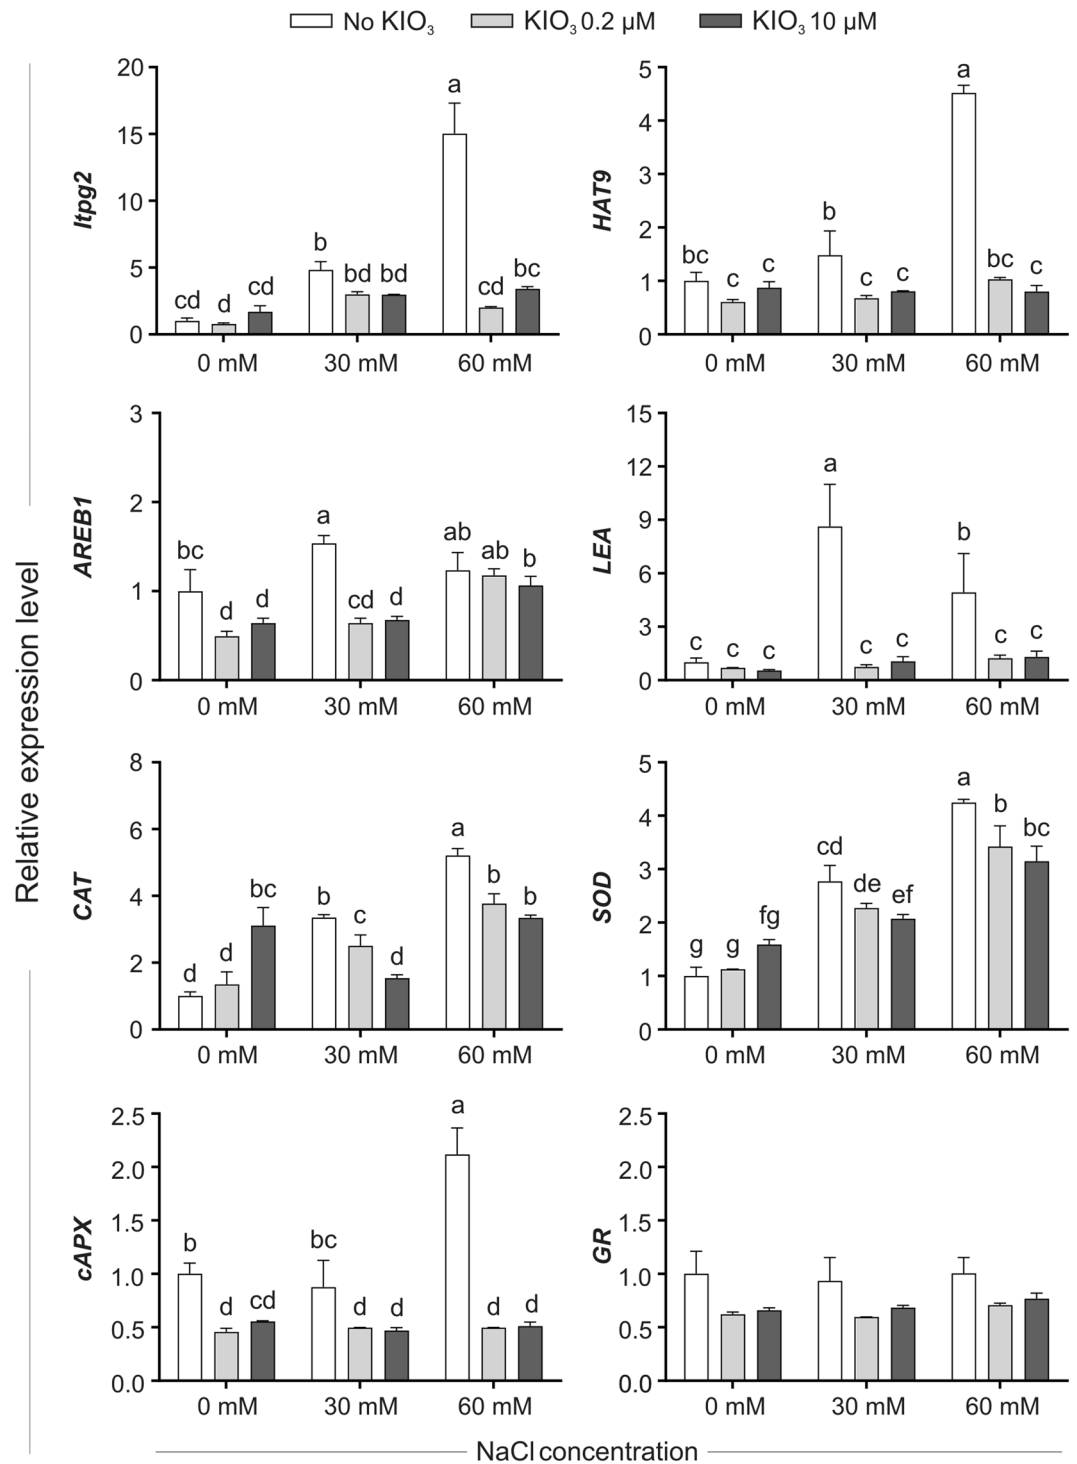 No KIO3 KIO3 0.2 µM KIO3 10 µM
Relative expression level
ltpg2
20
15
10
5
0
cd d cd b bd bd a cd bc
0 mM 30 mM 60 mM
HAT9
5
4
3
2
1
0
bc c c b c c a bc c
0 mM 30 mM 60 mM
AREB1
3
2
1
0
bc d d a cd d ab ab b
0 mM 30 mM 60 mM
LEA
15
12
9
6
3
0
c c c a c c b c c
0 mM 30 mM 60 mM
CAT
8
6
4
2
0
d d bc b c d a b b
0 mM 30 mM 60 mM
SOD
5
4
3
2
1
0
g g fg cd de ef a b bc
0 mM 30 mM 60 mM
cAPX
2.5
2.0
1.5
1.0
0.5
0.0
b d cd bc d d a d d
0 mM 30 mM 60 mM
GR
2.5
2.0
1.5
1.0
0.5
0.0
0 mM 30 mM 60 mM
NaCl concentration